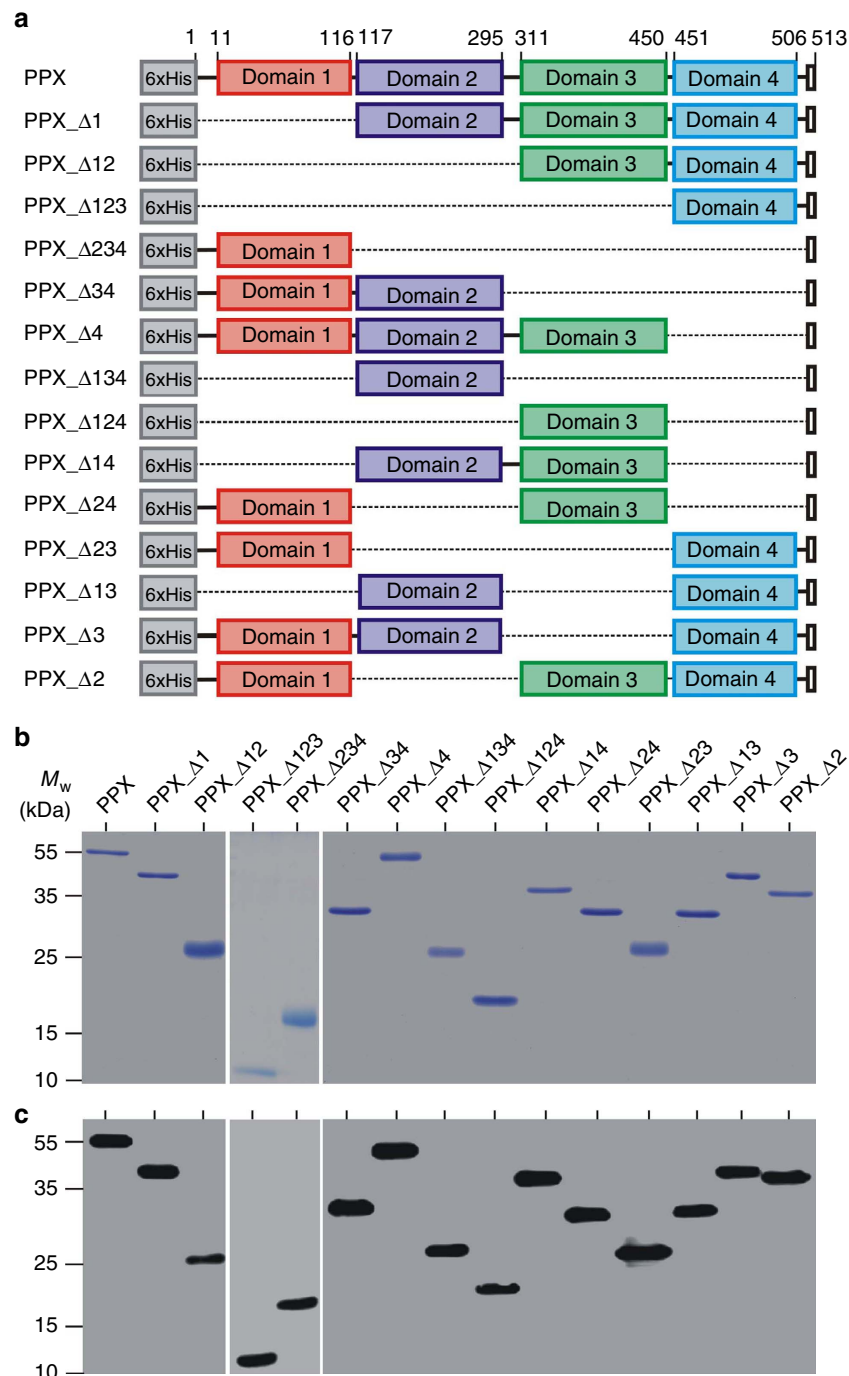 a
1 11 116 117 295 311 450 451 506 513
PPX 6xHis Domain 1 Domain 2 Domain 3 Domain 4
PPX_Δ1 6xHis Domain 2 Domain 3 Domain 4
PPX_Δ12 6xHis Domain 3 Domain 4
PPX_Δ123 6xHis Domain 4
PPX_Δ234 6xHis Domain 1
PPX_Δ34 6xHis Domain 1 Domain 2
PPX_Δ4 6xHis Domain 1 Domain 2 Domain 3
PPX_Δ134 6xHis Domain 2
PPX_Δ124 6xHis Domain 3
PPX_Δ14 6xHis Domain 2 Domain 3
PPX_Δ24 6xHis Domain 1 Domain 3
PPX_Δ23 6xHis Domain 1 Domain 4
PPX_Δ13 6xHis Domain 2 Domain 4
PPX_Δ3 6xHis Domain 1 Domain 2 Domain 4
PPX_Δ2 6xHis Domain 1 Domain 3 Domain 4
b
Mw
(kDa)
PPX PPX_Δ1 PPX_Δ12 PPX_Δ123 PPX_Δ234 PPX_Δ34 PPX_Δ4 PPX_Δ134 PPX_Δ124 PPX_Δ14 PPX_Δ24 PPX_Δ23 PPX_Δ13 PPX_Δ3 PPX_Δ2
55
35
25
15
10
c
55
35
25
15
10